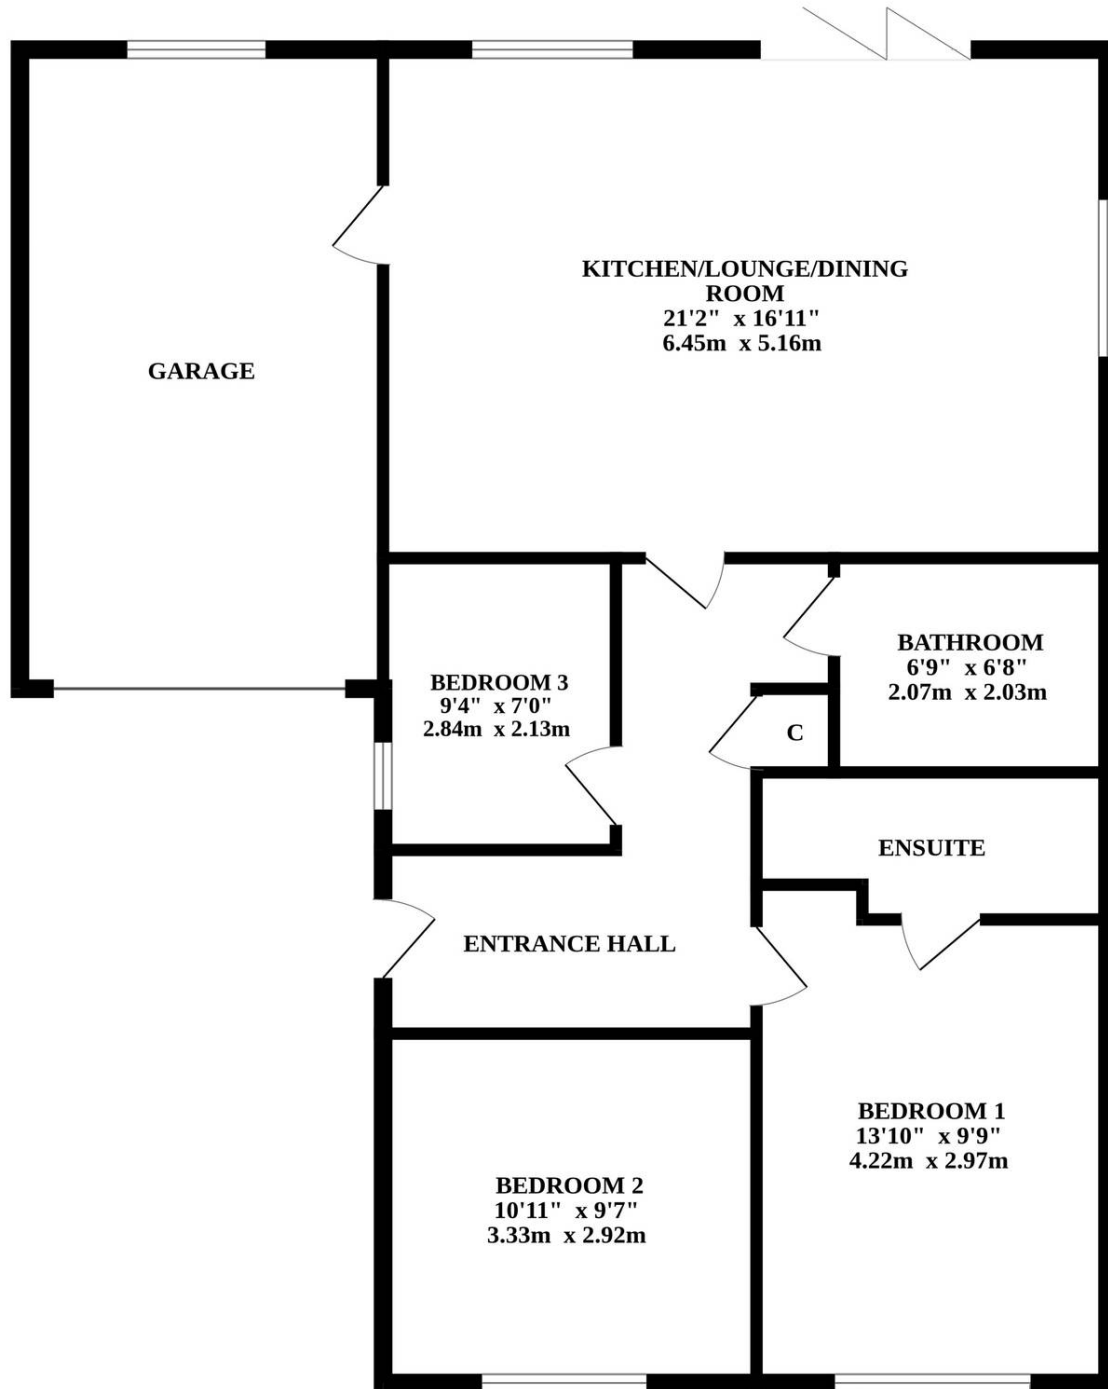 KITCHEN/LOUNGE/DINING
ROOM
21'2" x 16'11"
6.45m x 5.16m
GARAGE
BATHROOM
6'9" x 6'8"
2.07m x 2.03m
BEDROOM 3
9'4" x 7'0"
2.84m x 2.13m
C
ENSUITE
ENTRANCE HALL
BEDROOM 1
13'10" x 9'9"
4.22m x 2.97m
BEDROOM 2
10'11" x 9'7"
3.33m x 2.92m